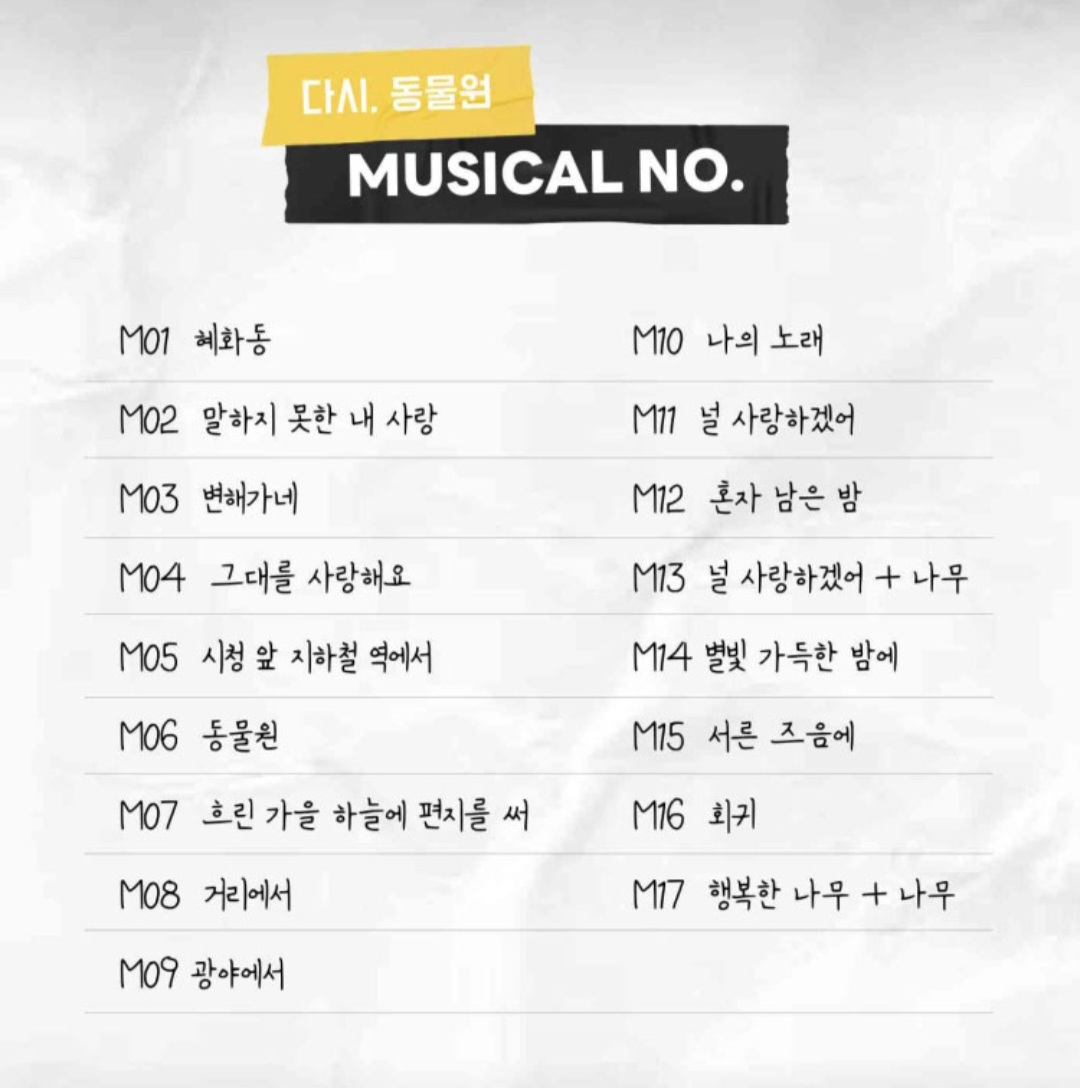 다시, 동물원
MUSICAL NO.
M01 혜화동
M02 말하지 못한 내 사랑
M03 변해가네
M04 그대를 사랑해요
M05 시청 앞 지하철 역에서
M06 동물원
M07 흐린 가을 하늘에 편지를 써
M08 거리에서
M09 광야에서
M10 나의 노래
M11 널 사랑하겠어
M12 혼자 남은 밤
M13 널 사랑하겠어 + 나무
M14 별빛 가득한 밤에
M15 서른 즈음에
M16 회귀
M17 행복한 나무 + 나무